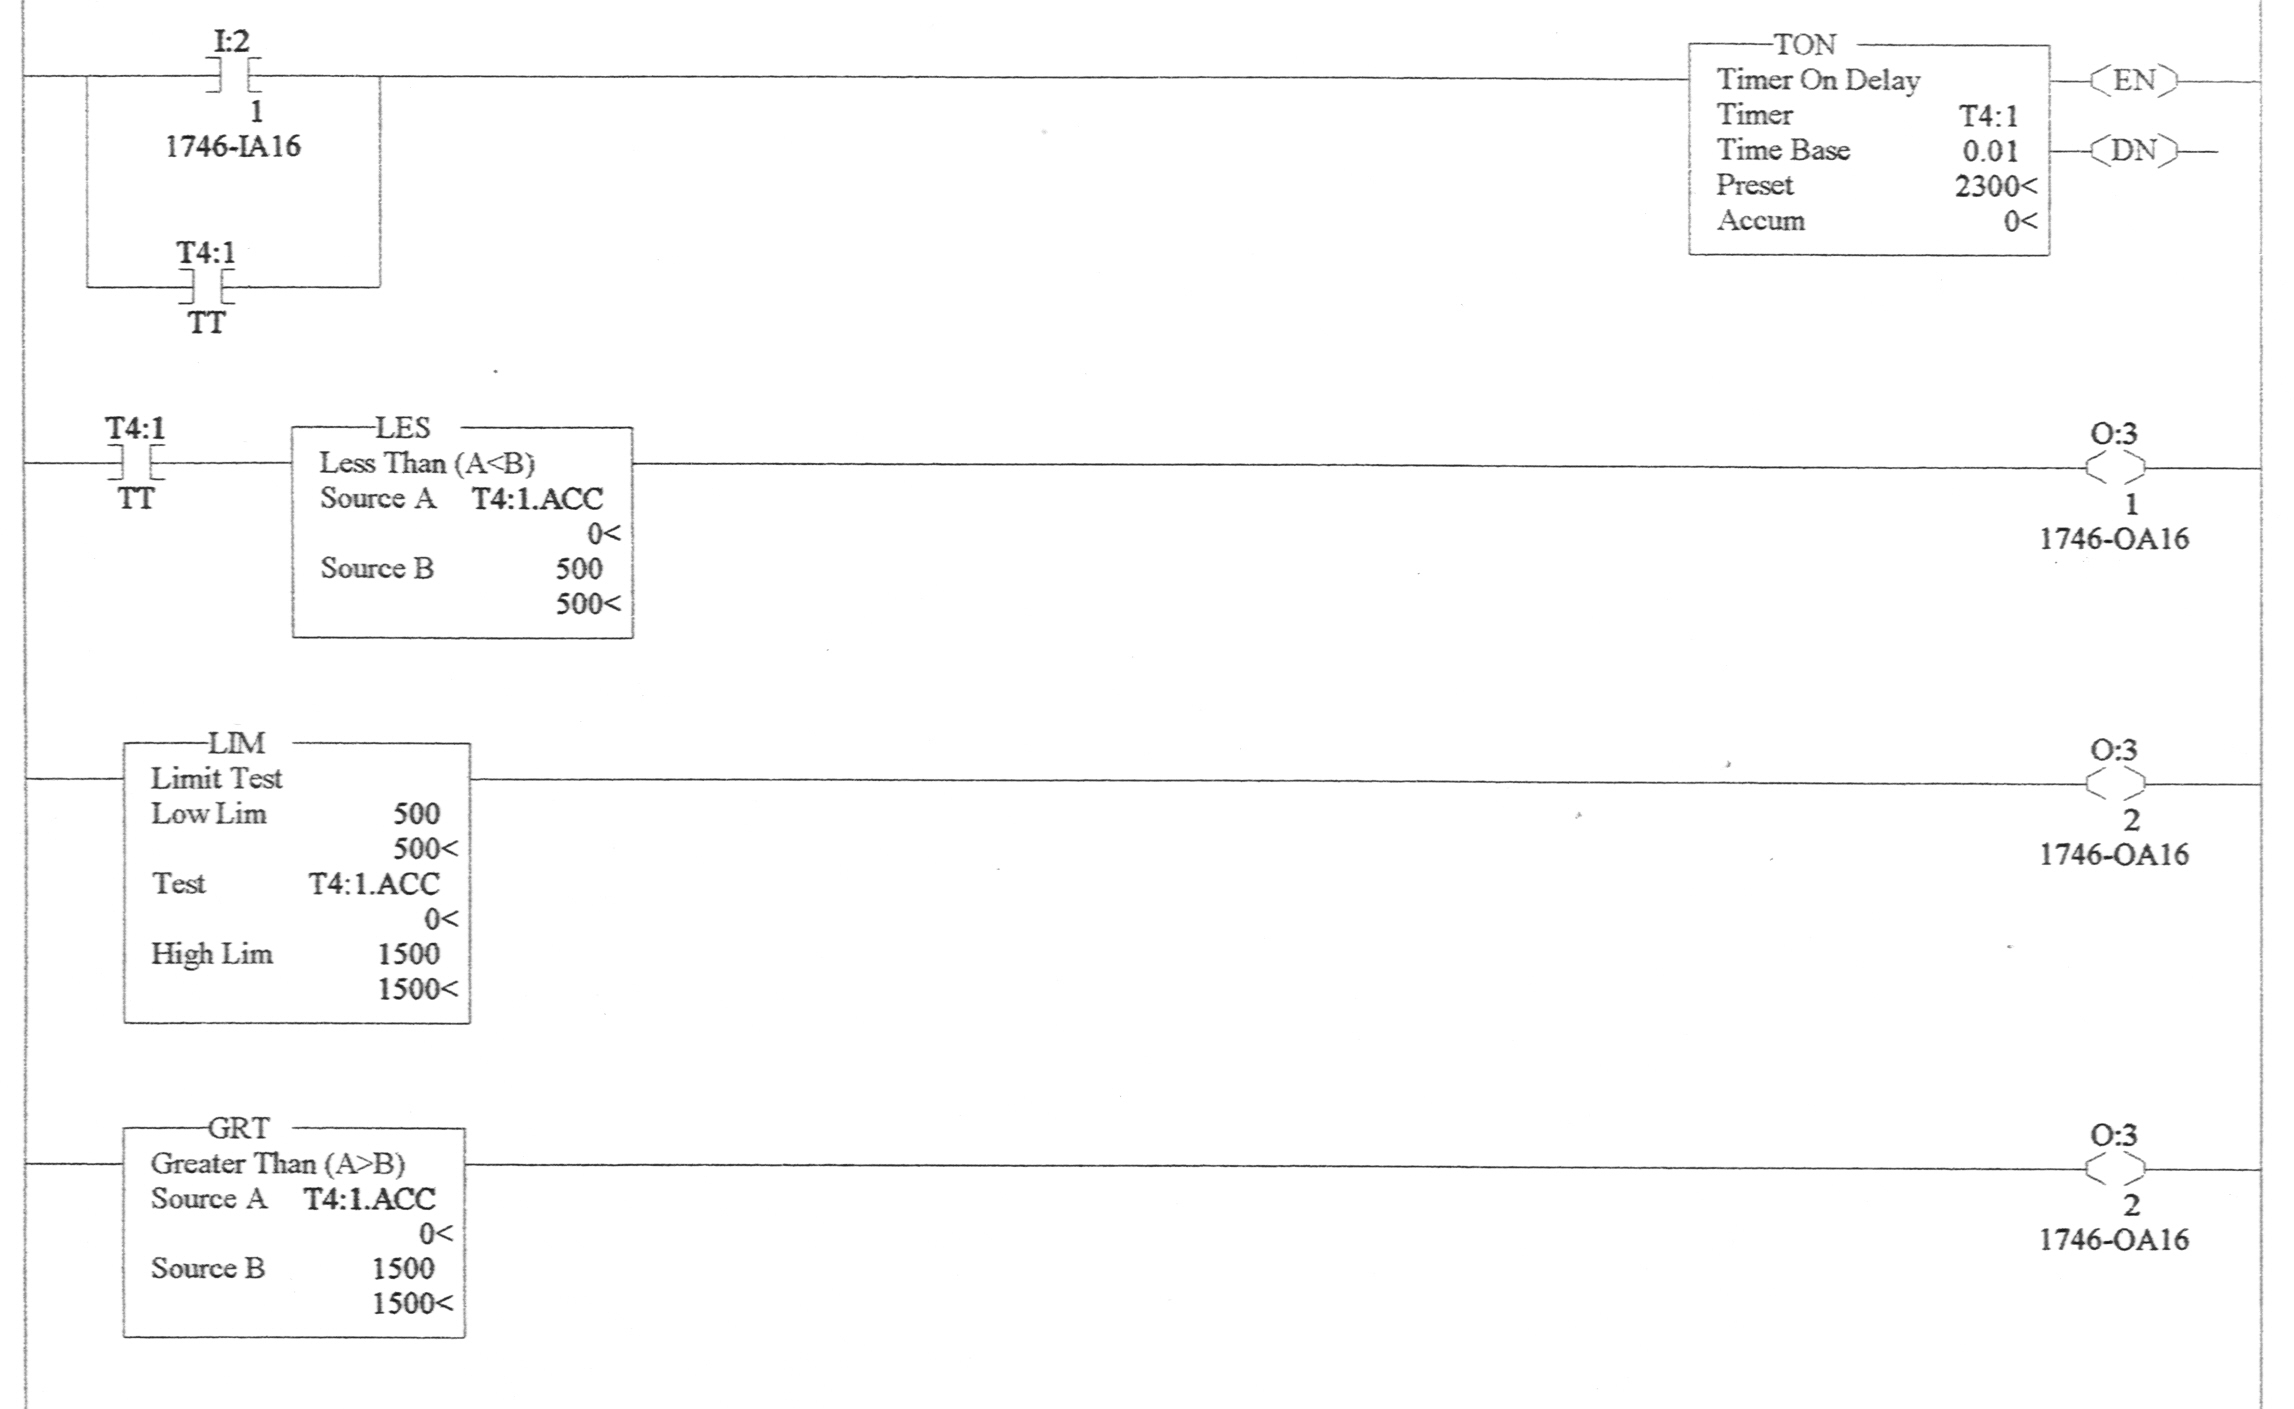 I:2
1
1746-IA16
T4:1
TT
TON
Timer On Delay
Timer T4:1
Time Base 0.01
Preset 2300<
Accum 0<
EN
DN
T4:1
TT
LES
Less Than (A<B)
Source A T4:1.ACC
0<
Source B 500
500<
O:3
1
1746-OA16
LIM
Limit Test
Low Lim 500
500<
Test T4:1.ACC
0<
High Lim 1500
1500<
O:3
2
1746-OA16
GRT
Greater Than (A>B)
Source A T4:1.ACC
0<
Source B 1500
1500<
O:3
2
1746-OA16